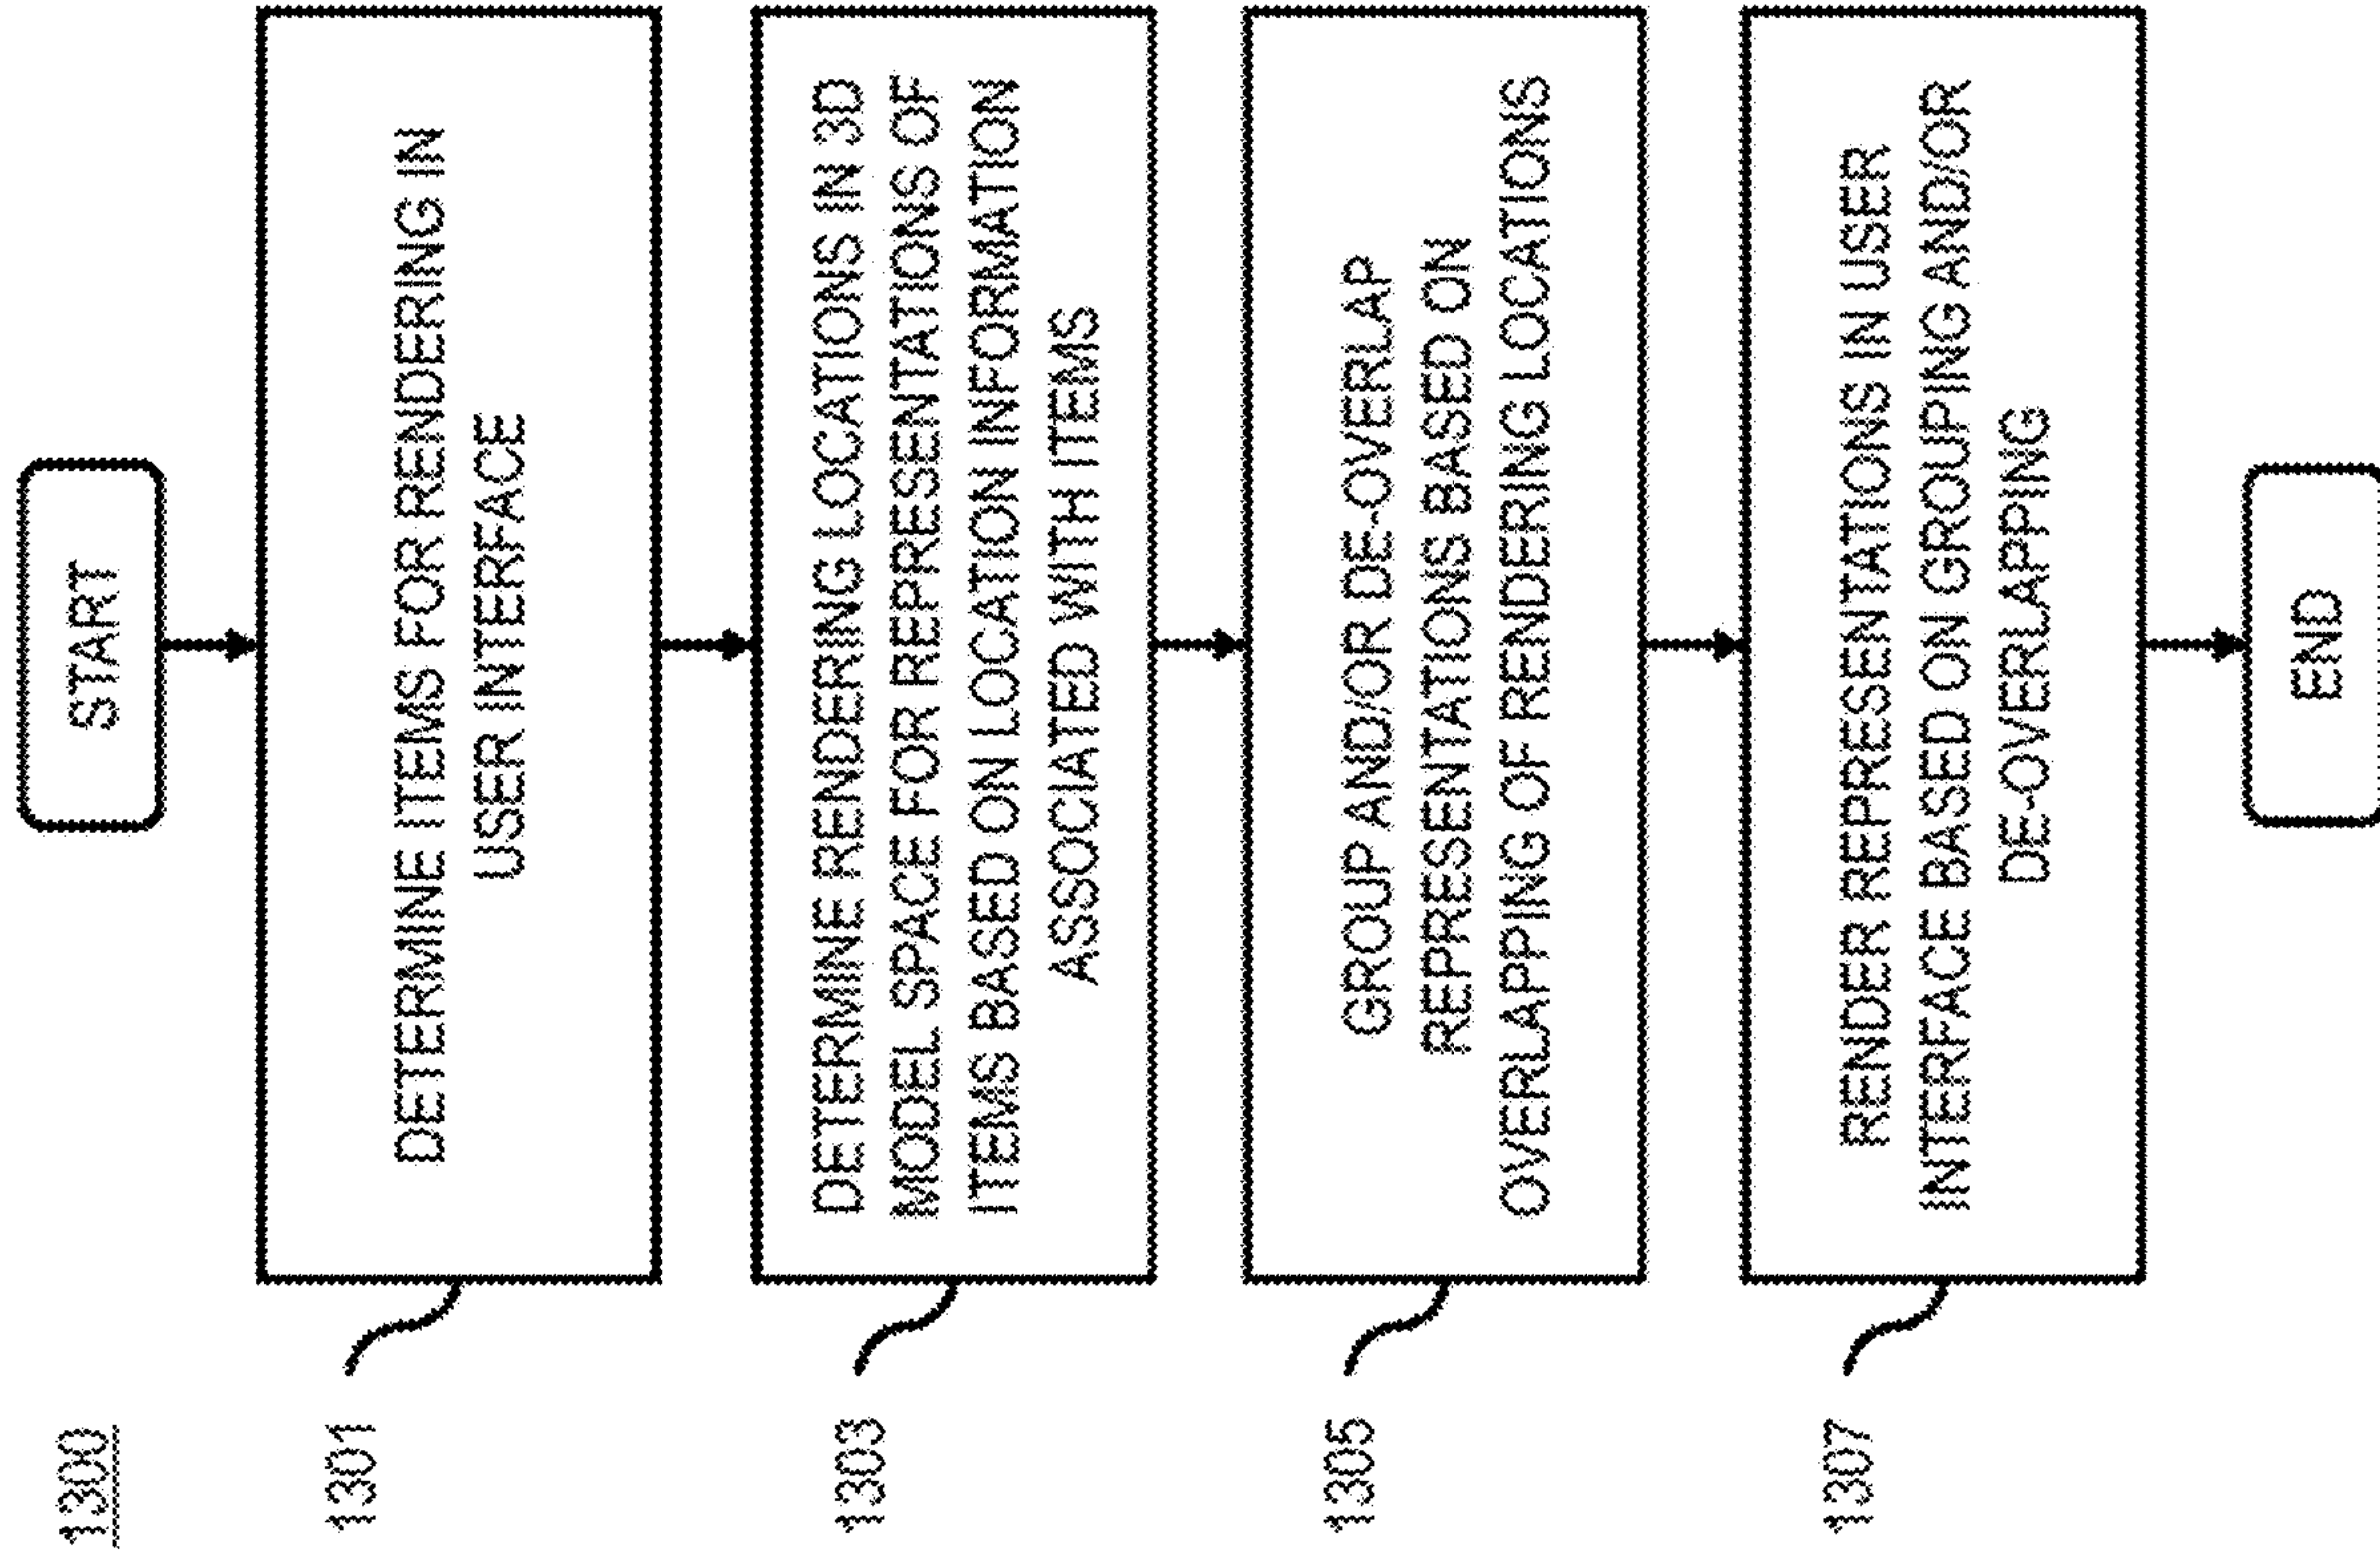 1300
START
1301
DETERMINE ITEMS FOR RENDERING IN
USER INTERFACE
1303
DETERMINE RENDERING LOCATIONS IN 3D
MODEL SPACE FOR REPRESENTATIONS OF
ITEMS BASED ON LOCATION INFORMATION
ASSOCIATED WITH ITEMS
1305
GROUP AND/OR DE-OVERLAP
REPRESENTATIONS BASED ON
OVERLAPPING OF RENDERING LOCATIONS
1307
RENDER REPRESENTATIONS IN USER
INTERFACE BASED ON GROUPING AND/OR
DE-OVERLAPPING
END